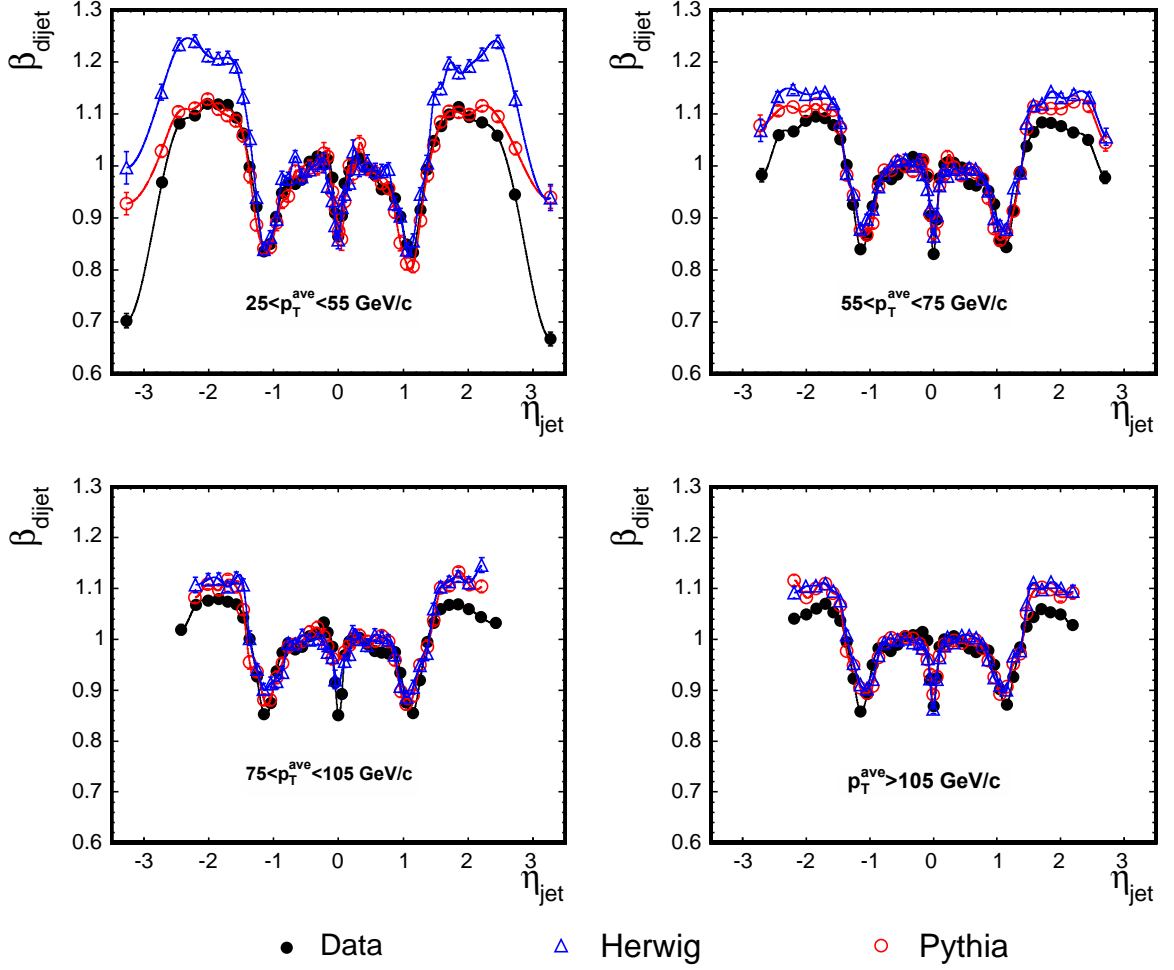 β_dijet
1.3
1.2
1.1
1
0.9
0.8
0.7
0.6
25<p_T^ave<55 GeV/c
-3 -2 -1 0 1 2 3
η_jet
β_dijet
1.3
1.2
1.1
1
0.9
0.8
0.7
0.6
55<p_T^ave<75 GeV/c
-3 -2 -1 0 1 2 3
η_jet
β_dijet
1.3
1.2
1.1
1
0.9
0.8
0.7
0.6
75<p_T^ave<105 GeV/c
-3 -2 -1 0 1 2 3
η_jet
β_dijet
1.3
1.2
1.1
1
0.9
0.8
0.7
0.6
p_T^ave>105 GeV/c
-3 -2 -1 0 1 2 3
η_jet
Data Herwig Pythia